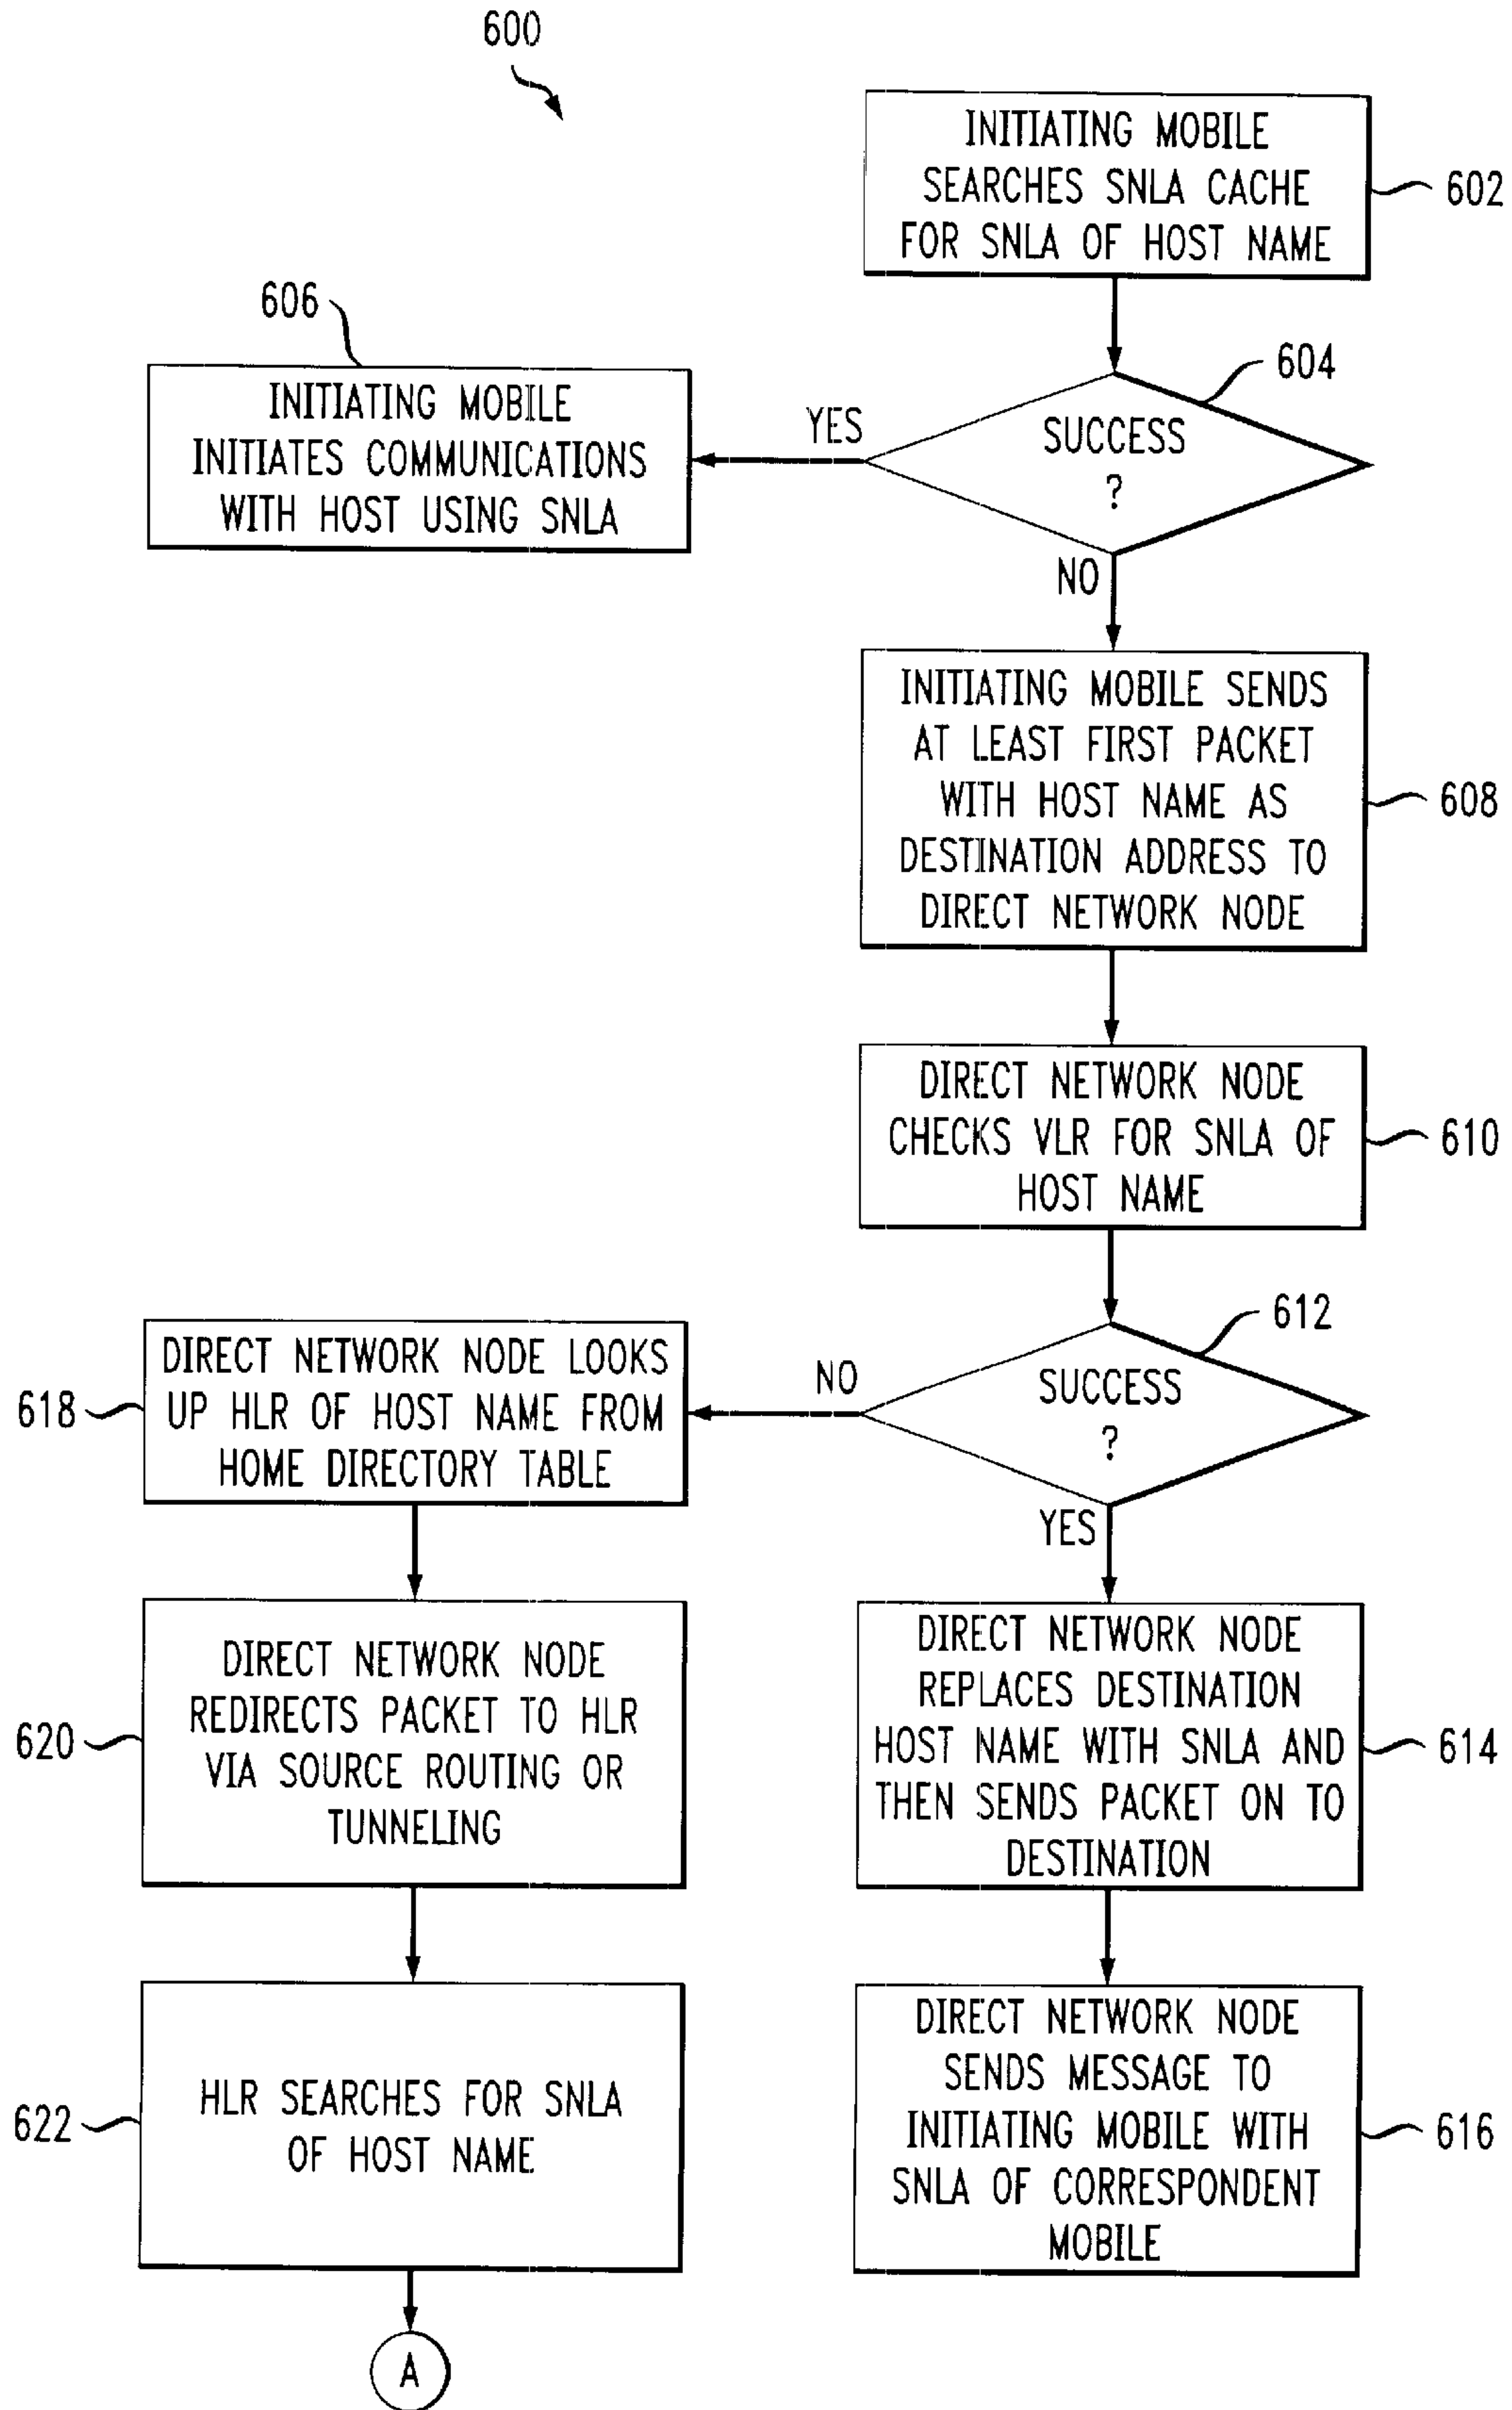 600
INITIATING MOBILE
SEARCHES SNLA CACHE
FOR SNLA OF HOST NAME
602
604
SUCCESS
?
YES
606
INITIATING MOBILE
INITIATES COMMUNICATIONS
WITH HOST USING SNLA
NO
INITIATING MOBILE SENDS
AT LEAST FIRST PACKET
WITH HOST NAME AS
DESTINATION ADDRESS TO
DIRECT NETWORK NODE
608
DIRECT NETWORK NODE
CHECKS VLR FOR SNLA OF
HOST NAME
610
612
SUCCESS
?
NO
618
DIRECT NETWORK NODE LOOKS
UP HLR OF HOST NAME FROM
HOME DIRECTORY TABLE
YES
620
DIRECT NETWORK NODE
REDIRECTS PACKET TO HLR
VIA SOURCE ROUTING OR
TUNNELING
DIRECT NETWORK NODE
REPLACES DESTINATION
HOST NAME WITH SNLA AND
THEN SENDS PACKET ON TO
DESTINATION
614
622
HLR SEARCHES FOR SNLA
OF HOST NAME
DIRECT NETWORK NODE
SENDS MESSAGE TO
INITIATING MOBILE WITH
SNLA OF CORRESPONDENT
MOBILE
616
A